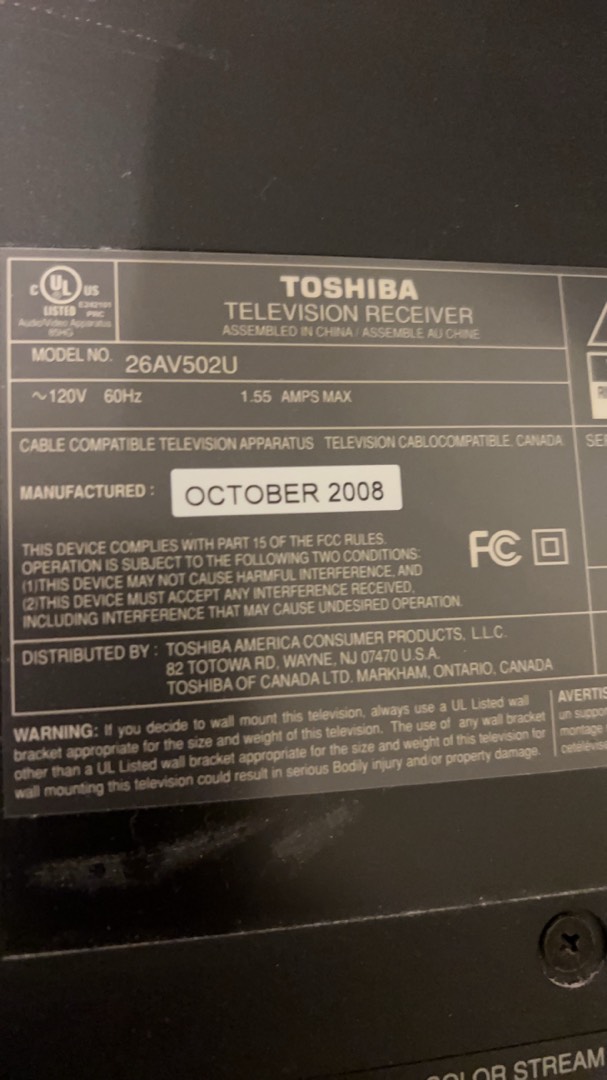 C UL US
LISTED E242101
PRC
Audio/Video Apparatus
85HG
TOSHIBA
TELEVISION RECEIVER
ASSEMBLED IN CHINA / ASSEMBLE AU CHINE
MODEL NO. 26AV502U
~120V 60Hz 1.55 AMPS MAX
CABLE COMPATIBLE TELEVISION APPARATUS TELEVISION CABLOCOMPATIBLE, CANADA
MANUFACTURED : OCTOBER 2008
THIS DEVICE COMPLIES WITH PART 15 OF THE FCC RULES.
OPERATION IS SUBJECT TO THE FOLLOWING TWO CONDITIONS:
(1)THIS DEVICE MAY NOT CAUSE HARMFUL INTERFERENCE, AND
(2)THIS DEVICE MUST ACCEPT ANY INTERFERENCE RECEIVED,
INCLUDING INTERFERENCE THAT MAY CAUSE UNDESIRED OPERATION.
FC
DISTRIBUTED BY : TOSHIBA AMERICA CONSUMER PRODUCTS, L.L.C.
82 TOTOWA RD, WAYNE, NJ 07470 U.S.A.
TOSHIBA OF CANADA LTD. MARKHAM, ONTARIO, CANADA
WARNING: If you decide to wall mount this television, always use a UL Listed wall
bracket appropriate for the size and weight of this television. The use of any wall bracket
other than a UL Listed wall bracket appropriate for the size and weight of this television for
wall mounting this television could result in serious Bodily injury and/or property damage.
AVERTIS
un suppo
montage
cetélévis
SE
COLOR STREAM